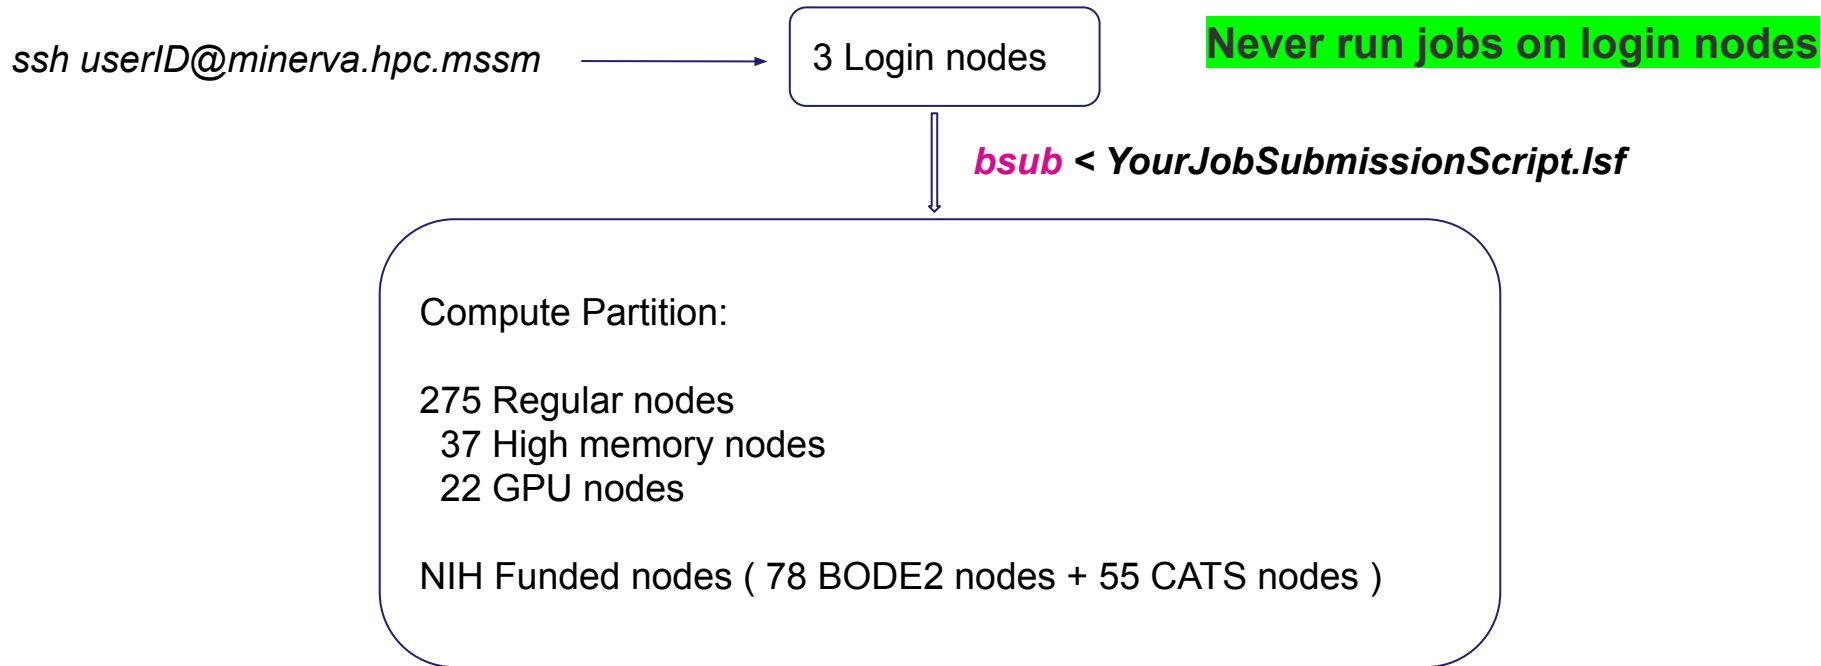 ssh userID@minerva.hpc.mssm
3 Login nodes
Never run jobs on login nodes
bsub < YourJobSubmissionScript.lsf
Compute Partition:
275 Regular nodes
37 High memory nodes
22 GPU nodes
NIH Funded nodes ( 78 BODE2 nodes + 55 CATS nodes )